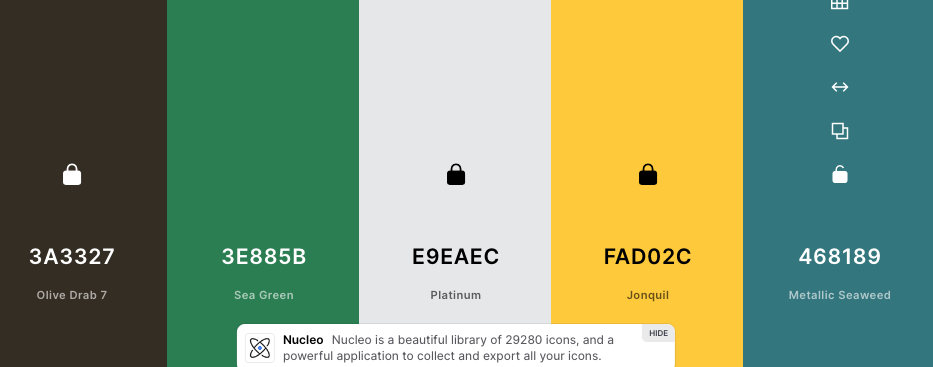 3A3327
3E885B
E9EAEC
FAD02C
468189
Olive Drab 7
Sea Green
Platinum
Jonquil
Metallic Seaweed
Nucleo Nucleo is a beautiful library of 29280 icons, and a
powerful application to collect and export all your icons.
HIDE